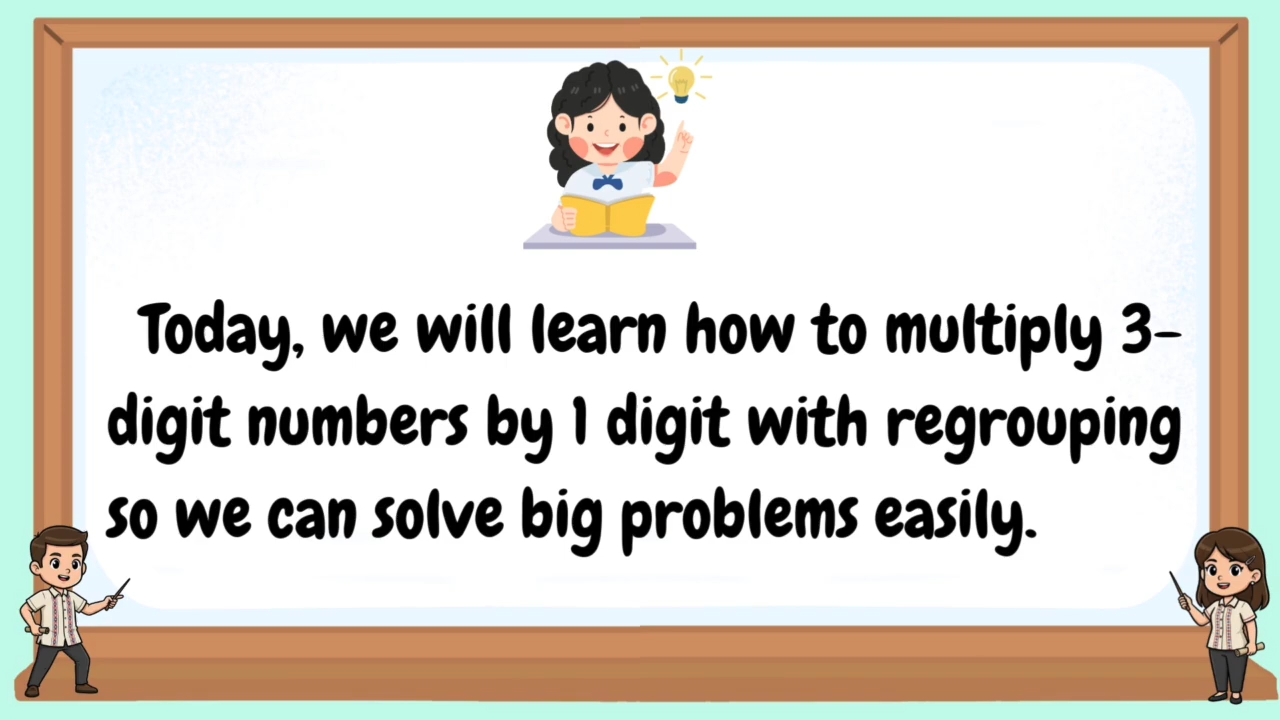 Today, we will learn how to multiply 3-
digit numbers by 1 digit with regrouping
so we can solve big problems easily.